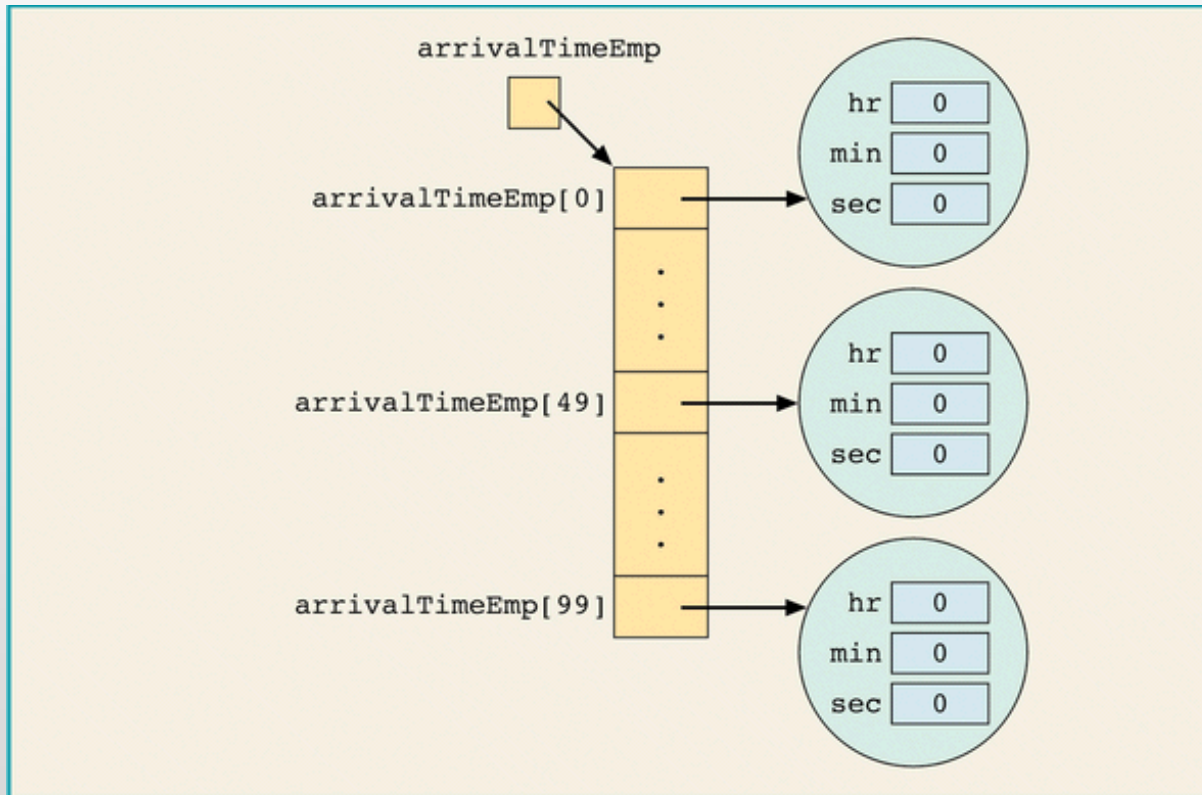 arrivalTimeEmp
hr 0
min 0
arrivalTimeEmp[0]
sec 0
hr 0
arrivalTimeEmp[49]
min 0
sec 0
arrivalTimeEmp[99]
hr 0
min 0
sec 0